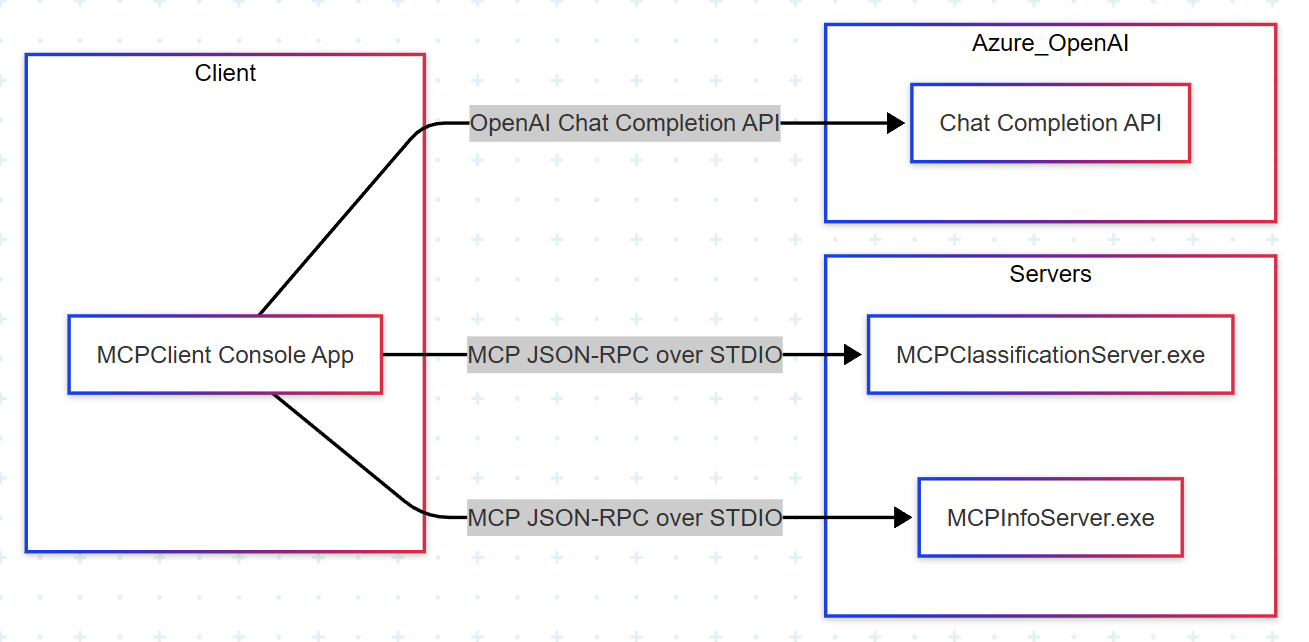 Client
MCPClient Console App
OpenAI Chat Completion API
MCP JSON-RPC over STDIO
MCP JSON-RPC over STDIO
Azure_OpenAI
Chat Completion API
Servers
MCPClassificationServer.exe
MCPInfoServer.exe